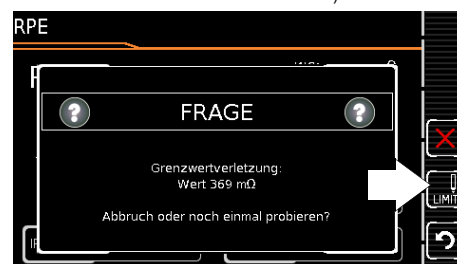 RPE
FRAGE
Grenzwertverletzung:
Wert 369 mΩ
Abbruch oder noch einmal probieren?
LIMIT